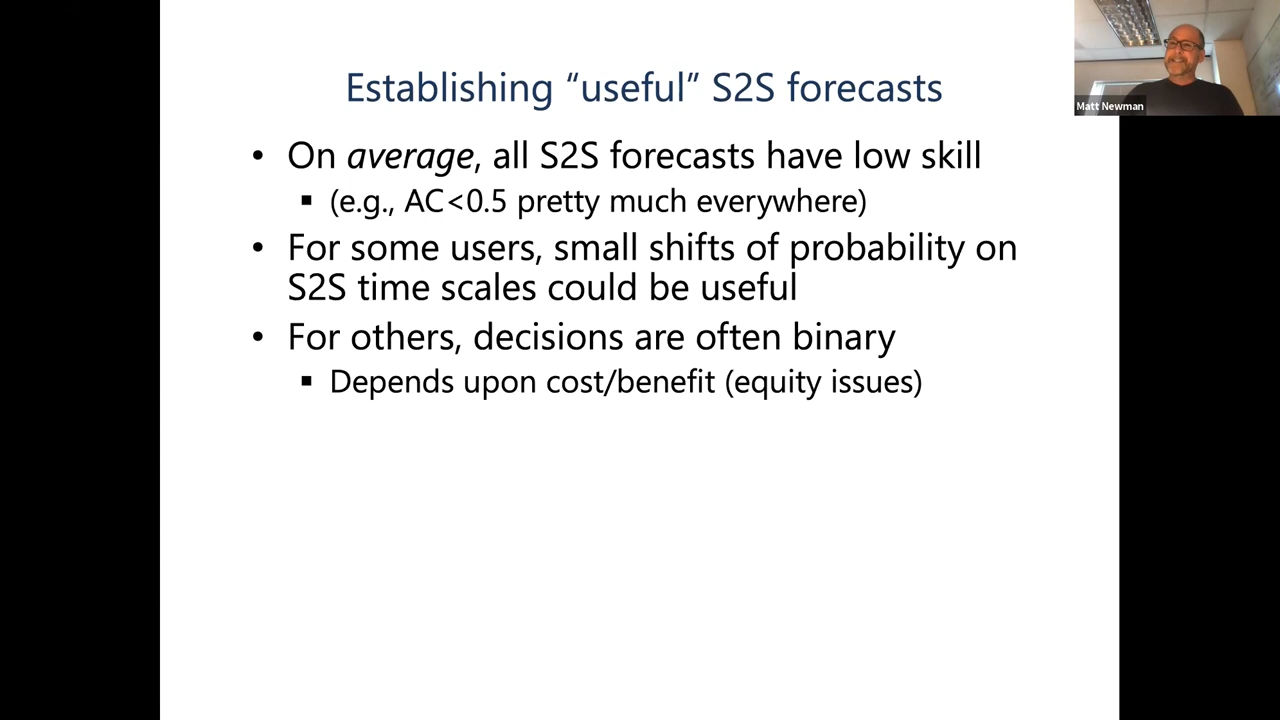 Establishing “useful” S2S forecasts
• On average, all S2S forecasts have low skill
▪ (e.g., AC<0.5 pretty much everywhere)
• For some users, small shifts of probability on
S2S time scales could be useful
• For others, decisions are often binary
▪ Depends upon cost/benefit (equity issues)
Matt Newman